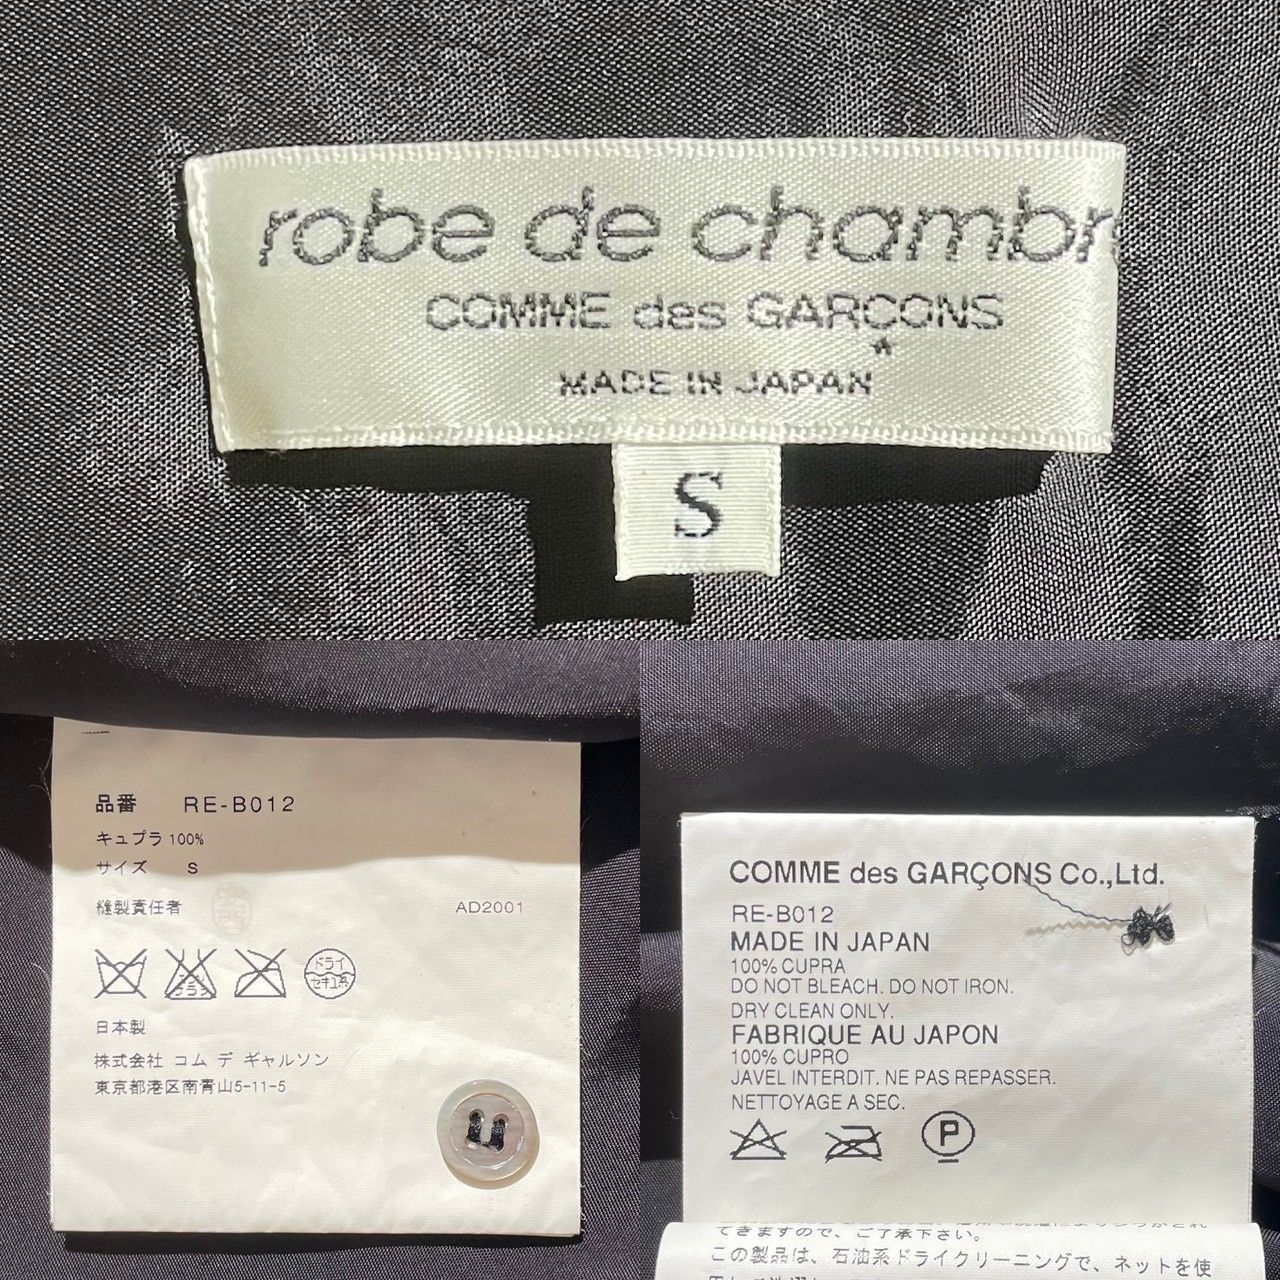 robe de chambr
COMME des GARÇONS
MADE IN JAPAN
S
品番 RE-B012
キュプラ 100%
サイズ S
縫製責任者
AD2001
ドライ
セキユ系
日本製
株式会社 コム デ ギャルソン
東京都港区南青山5-11-5
COMME des GARÇONS Co.,Ltd.
RE-B012
MADE IN JAPAN
100% CUPRA
DO NOT BLEACH. DO NOT IRON.
DRY CLEAN ONLY.
FABRIQUE AU JAPON
100% CUPRO
JAVEL INTERDIT. NE PAS REPASSER.
NETTOYAGE A SEC.
P
てきますので、ご了承下さい。
この製品は、石油系ドライクリーニングで、ネットを使